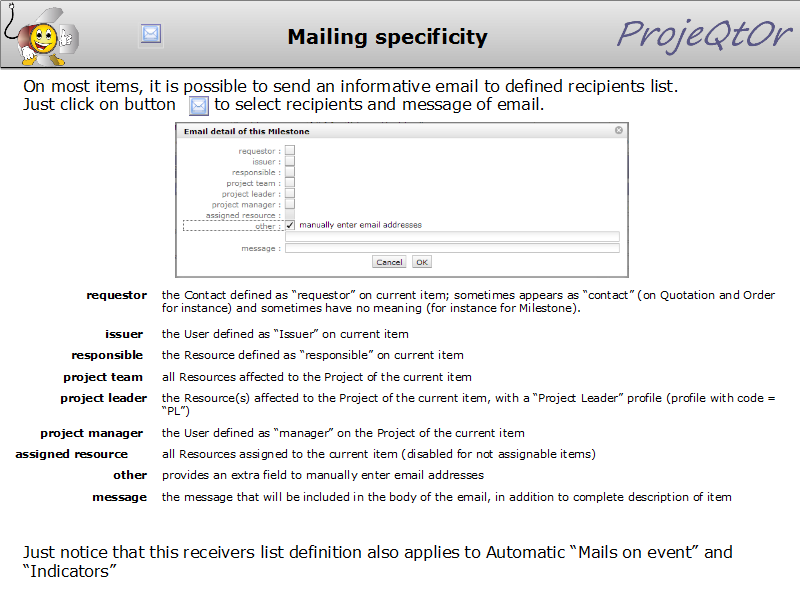 Mailing specificity
ProjeQtOr
On most items, it is possible to send an informative email to defined recipients list.
Just click on button to select recipients and message of email.
Email detail of this Milestone
requestor :
issuer :
responsible :
project team :
project leader :
project manager :
assigned resource :
other : manually enter email addresses
message :
Cancel OK
requestor the Contact defined as “requestor” on current item; sometimes appears as “contact” (on Quotation and Order
for instance) and sometimes have no meaning (for instance for Milestone).
issuer the User defined as “Issuer” on current item
responsible the Resource defined as “responsible” on current item
project team all Resources affected to the Project of the current item
project leader the Resource(s) affected to the Project of the current item, with a “Project Leader” profile (profile with code =
“PL”)
project manager the User defined as “manager” on the Project of the current item
assigned resource all Resources assigned to the current item (disabled for not assignable items)
other provides an extra field to manually enter email addresses
message the message that will be included in the body of the email, in addition to complete description of item
Just notice that this receivers list definition also applies to Automatic “Mails on event” and
“Indicators”